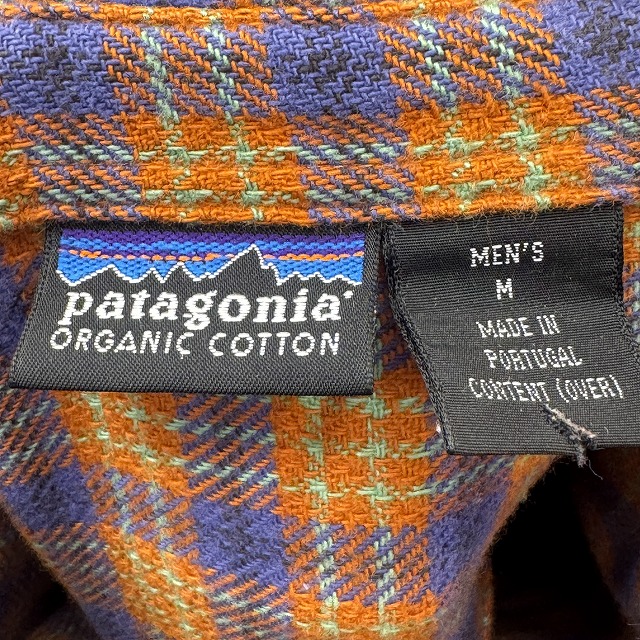 patagonia®
ORGANIC COTTON
MEN'S
M
MADE IN
PORTUGAL
CONTENT (OVER)